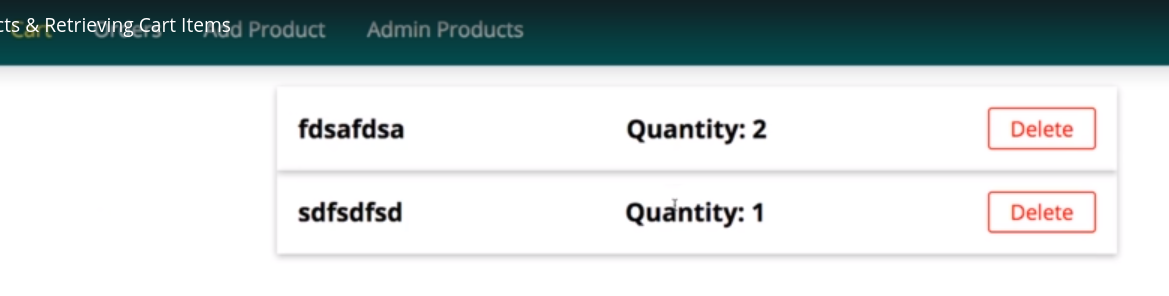 cts & Retrieving Cart Items
Cart Orders Add Product Admin Products
fdsafdsa Quantity: 2 Delete
sdfsdfsd Quantity: 1 Delete